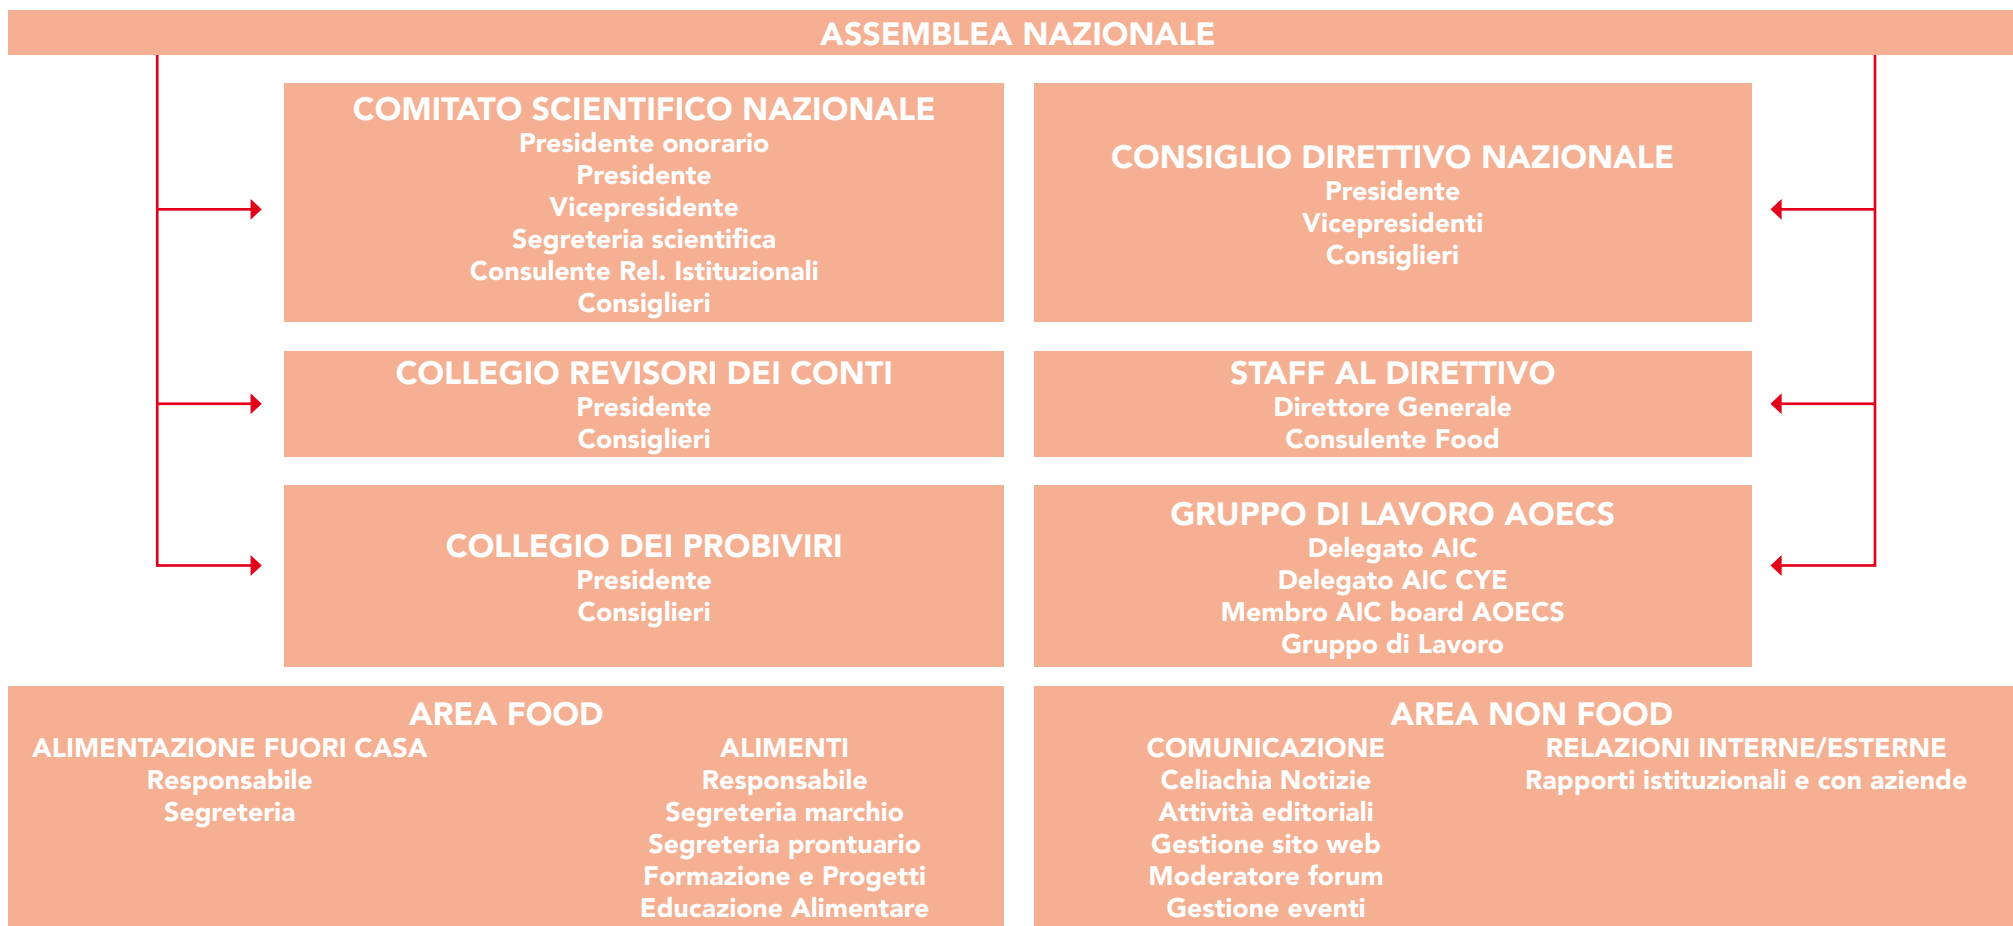 ASSEMBLEA NAZIONALE
COMITATO SCIENTIFICO NAZIONALE
Presidente onorario
Presidente
Vicepresidente
Segreteria scientifica
Consulente Rel. Istituzionali
Consiglieri
CONSIGLIO DIRETTIVO NAZIONALE
Presidente
Vicepresidenti
Consiglieri
COLLEGIO REVISORI DEI CONTI
Presidente
Consiglieri
STAFF AL DIRETTIVO
Direttore Generale
Consulente Food
COLLEGIO DEI PROBIVIRI
Presidente
Consiglieri
GRUPPO DI LAVORO AOECS
Delegato AIC
Delegato AIC CYE
Membro AIC board AOECS
Gruppo di Lavoro
AREA FOOD
ALIMENTAZIONE FUORI CASA
Responsabile
Segreteria
ALIMENTI
Responsabile
Segreteria marchio
Segreteria prontuario
Formazione e Progetti
Educazione Alimentare
AREA NON FOOD
COMUNICAZIONE
Celiachia Notizie
Attività editoriali
Gestione sito web
Moderatore forum
Gestione eventi
RELAZIONI INTERNE/ESTERNE
Rapporti istituzionali e con aziende